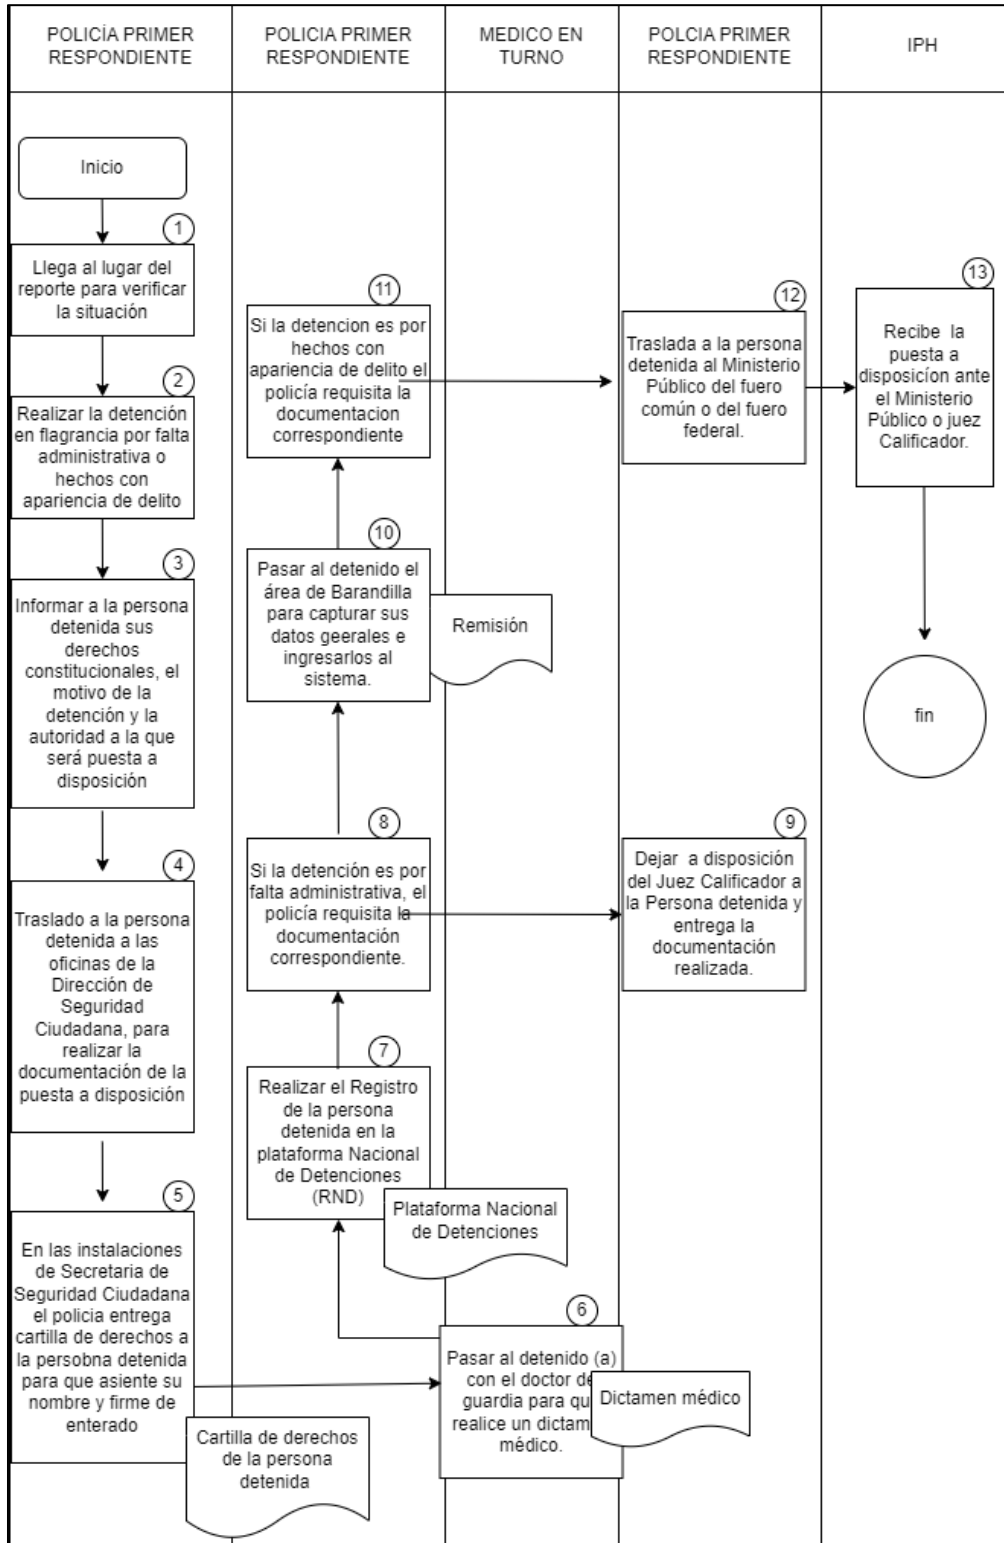 POLICÍA PRIMER
RESPONDIENTE
POLICIA PRIMER
RESPONDIENTE
MEDICO EN
TURNO
POLCIA PRIMER
RESPONDIENTE
IPH
Inicio
1
Llega al lugar del
reporte para verificar
la situación
2
Realizar la detención
en flagrancia por falta
administrativa o
hechos con
apariencia de delito
3
Informar a la persona
detenida sus
derechos
constitucionales, el
motivo de la
detención y la
autoridad a la que
será puesta a
disposición
4
Traslado a la persona
detenida a las
oficinas de la
Dirección de
Seguridad
Ciudadana, para
realizar la
documentación de la
puesta a disposición
5
En las instalaciones
de Secretaria de
Seguridad Ciudadana
el policia entrega
cartilla de derechos a
la persobna detenida
para que asiente su
nombre y firme de
enterado
Cartilla de derechos
de la persona
detenida
6
Pasar al detenido (a)
con el doctor de
guardia para qu
realice un dictam
médico.
Dictamen médico
7
Realizar el Registro
de la persona
detenida en la
plataforma Nacional
de Detenciones
(RND)
Plataforma Nacional
de Detenciones
8
Si la detención es por
falta administrativa, el
policía requisita la
documentación
correspondiente.
9
Dejar a disposición
del Juez Calificador a
la Persona detenida y
entrega la
documentación
realizada.
10
Pasar al detenido el
área de Barandilla
para capturar sus
datos geerales e
ingresarlos al
sistema.
Remisión
11
Si la detencion es por
hechos con
apariencia de delito el
policía requisita la
documentacion
correspondiente
12
Traslada a la persona
detenida al Ministerio
Público del fuero
común o del fuero
federal.
13
Recibe la
puesta a
disposicíon ante
el Ministerio
Público o juez
Calificador.
fin